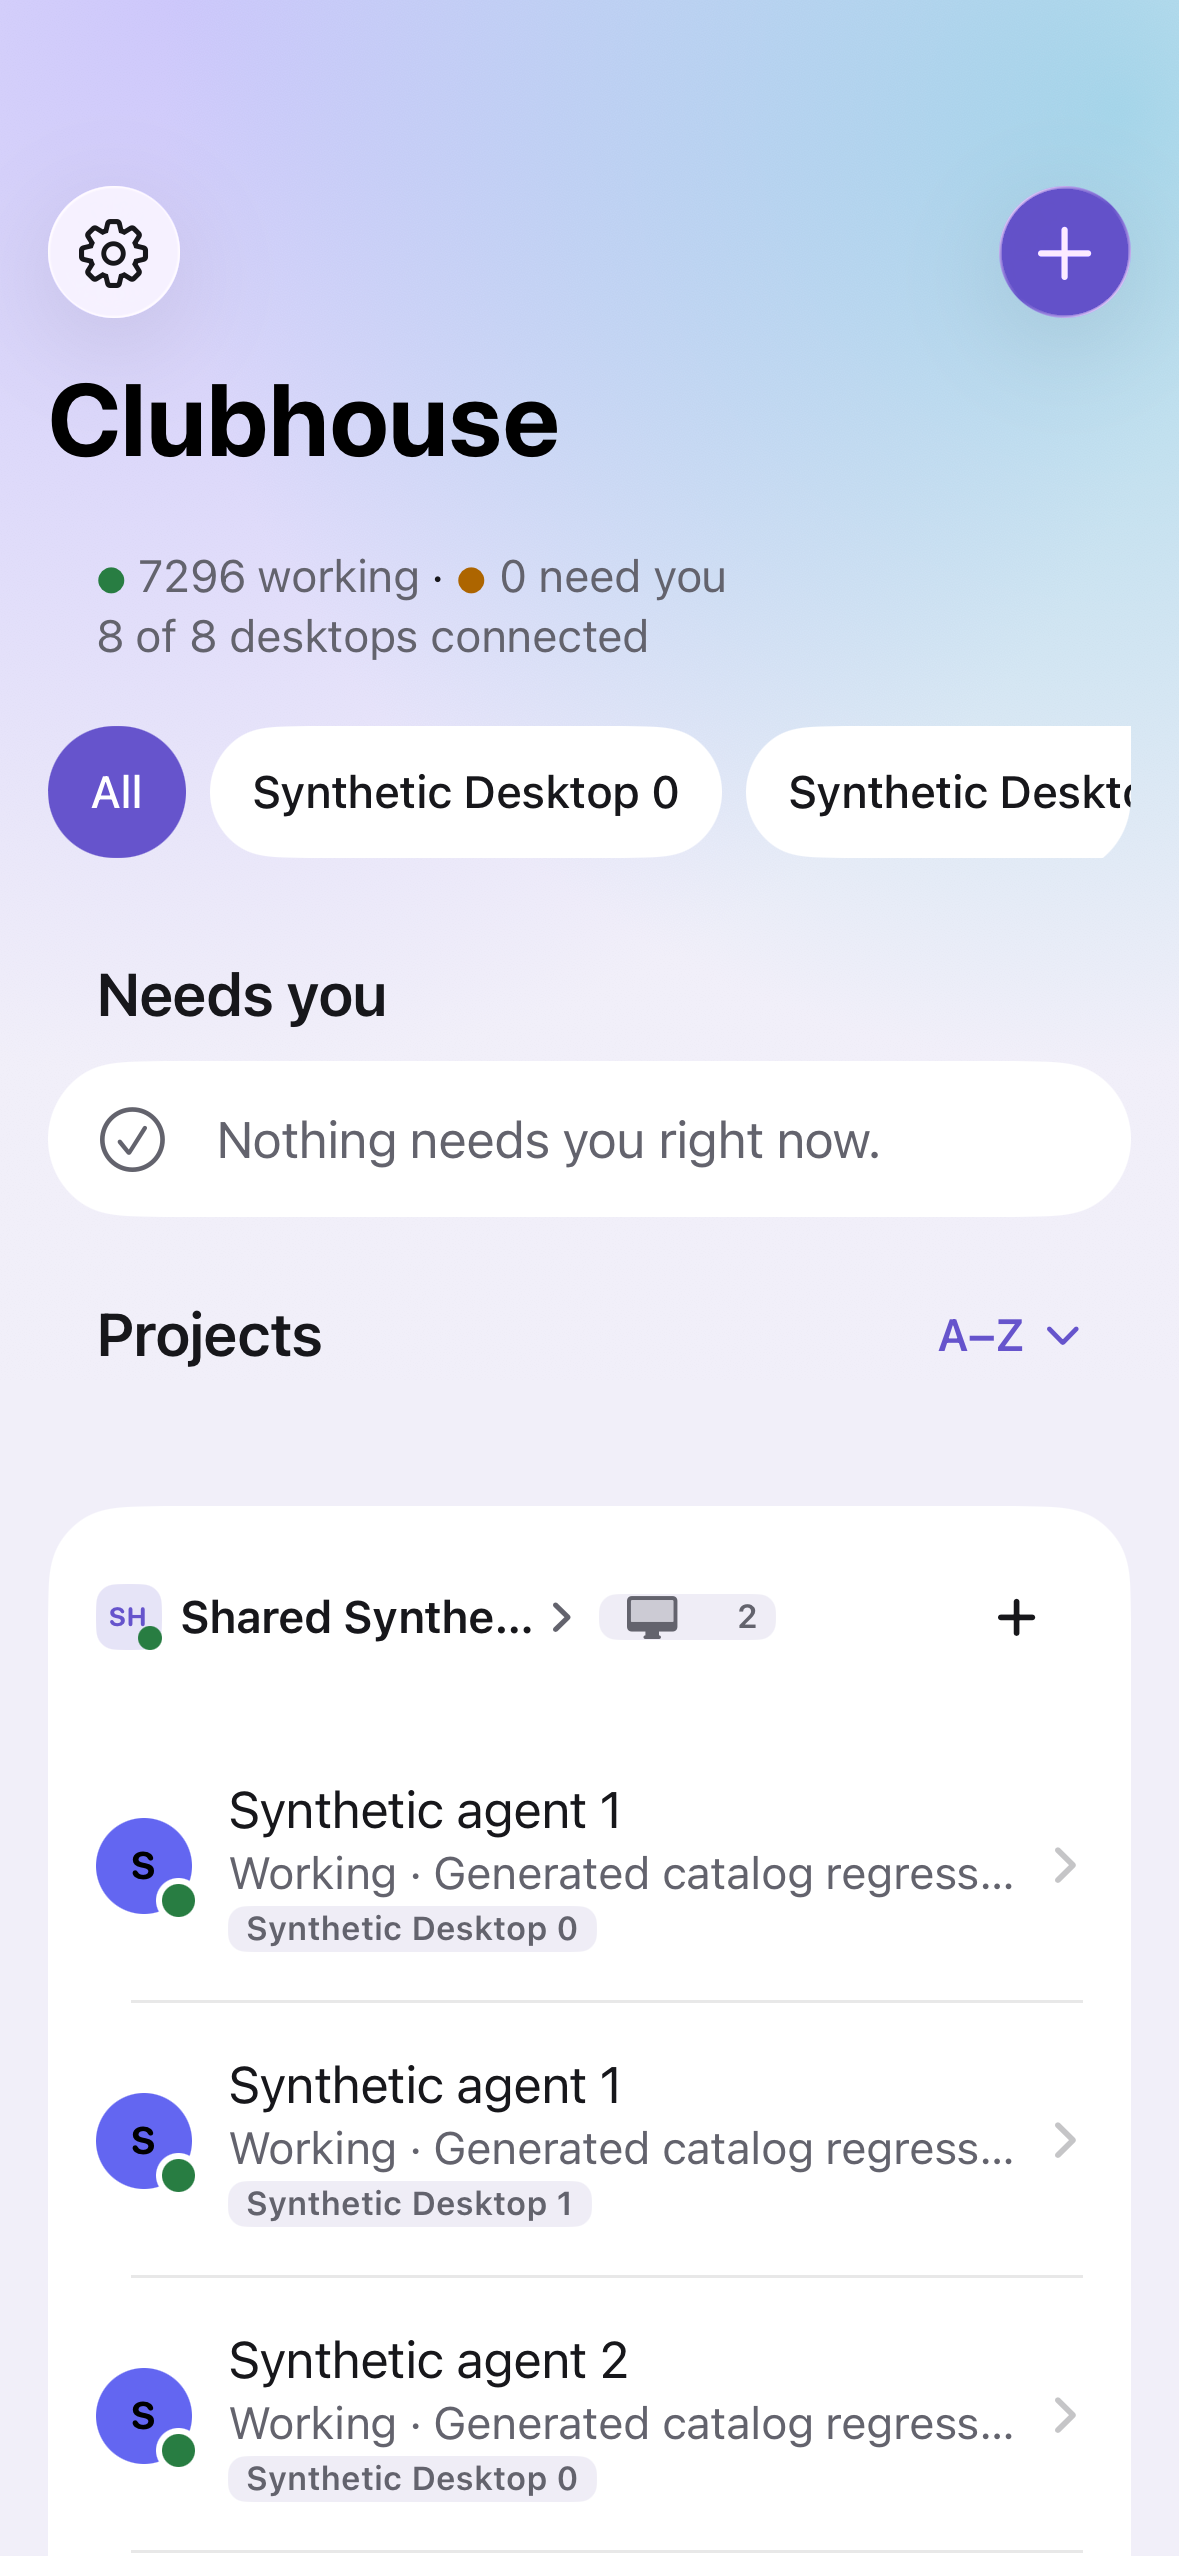 Clubhouse
7296 working · 0 need you
8 of 8 desktops connected
All
Synthetic Desktop 0
Synthetic Deskto
Needs you
Nothing needs you right now.
Projects
A–Z
SH
Shared Synthe...
2
Synthetic agent 1
Working · Generated catalog regress...
Synthetic Desktop 0
Synthetic agent 1
Working · Generated catalog regress...
Synthetic Desktop 1
Synthetic agent 2
Working · Generated catalog regress...
Synthetic Desktop 0
S
S
S